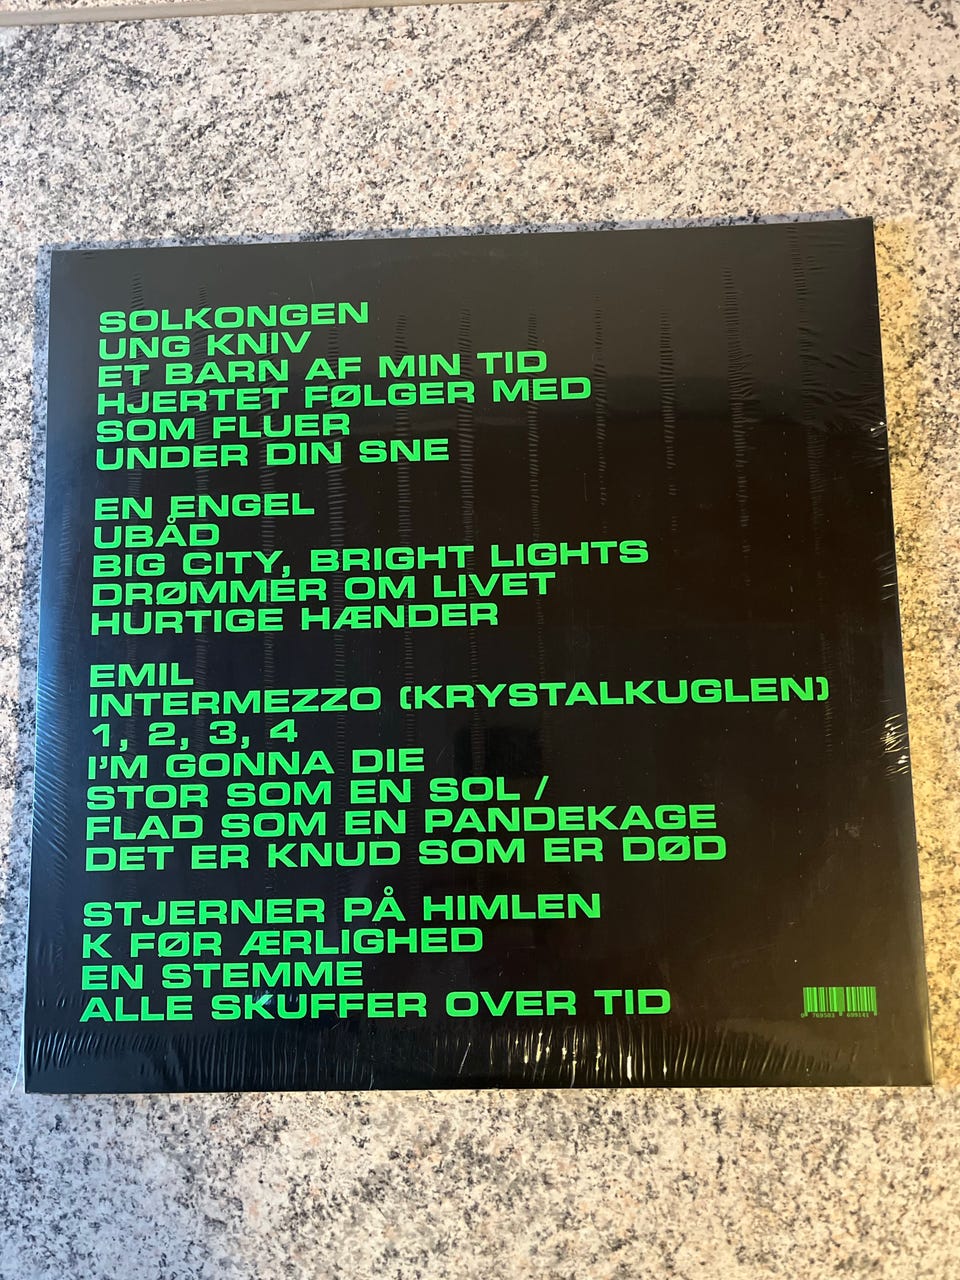 SOLKONGEN
UNG KNIV
ET BARN AF MIN TID
HJERTET FØLGER MED
SOM FLUER
UNDER DIN SNE
EN ENGEL
UBÅD
BIG CITY, BRIGHT LIGHTS
DRØMMER OM LIVET
HURTIGE HÆNDER
EMIL
INTERMEZZO (KRYSTALKUGLEN)
1, 2, 3, 4
I'M GONNA DIE
STOR SOM EN SOL /
FLAD SOM EN PANDEKAGE
DET ER KNUD SOM ER DØD
STJERNER PÅ HIMLEN
K FØR ÆRLIGHED
EN STEMME
ALLE SKUFFER OVER TID